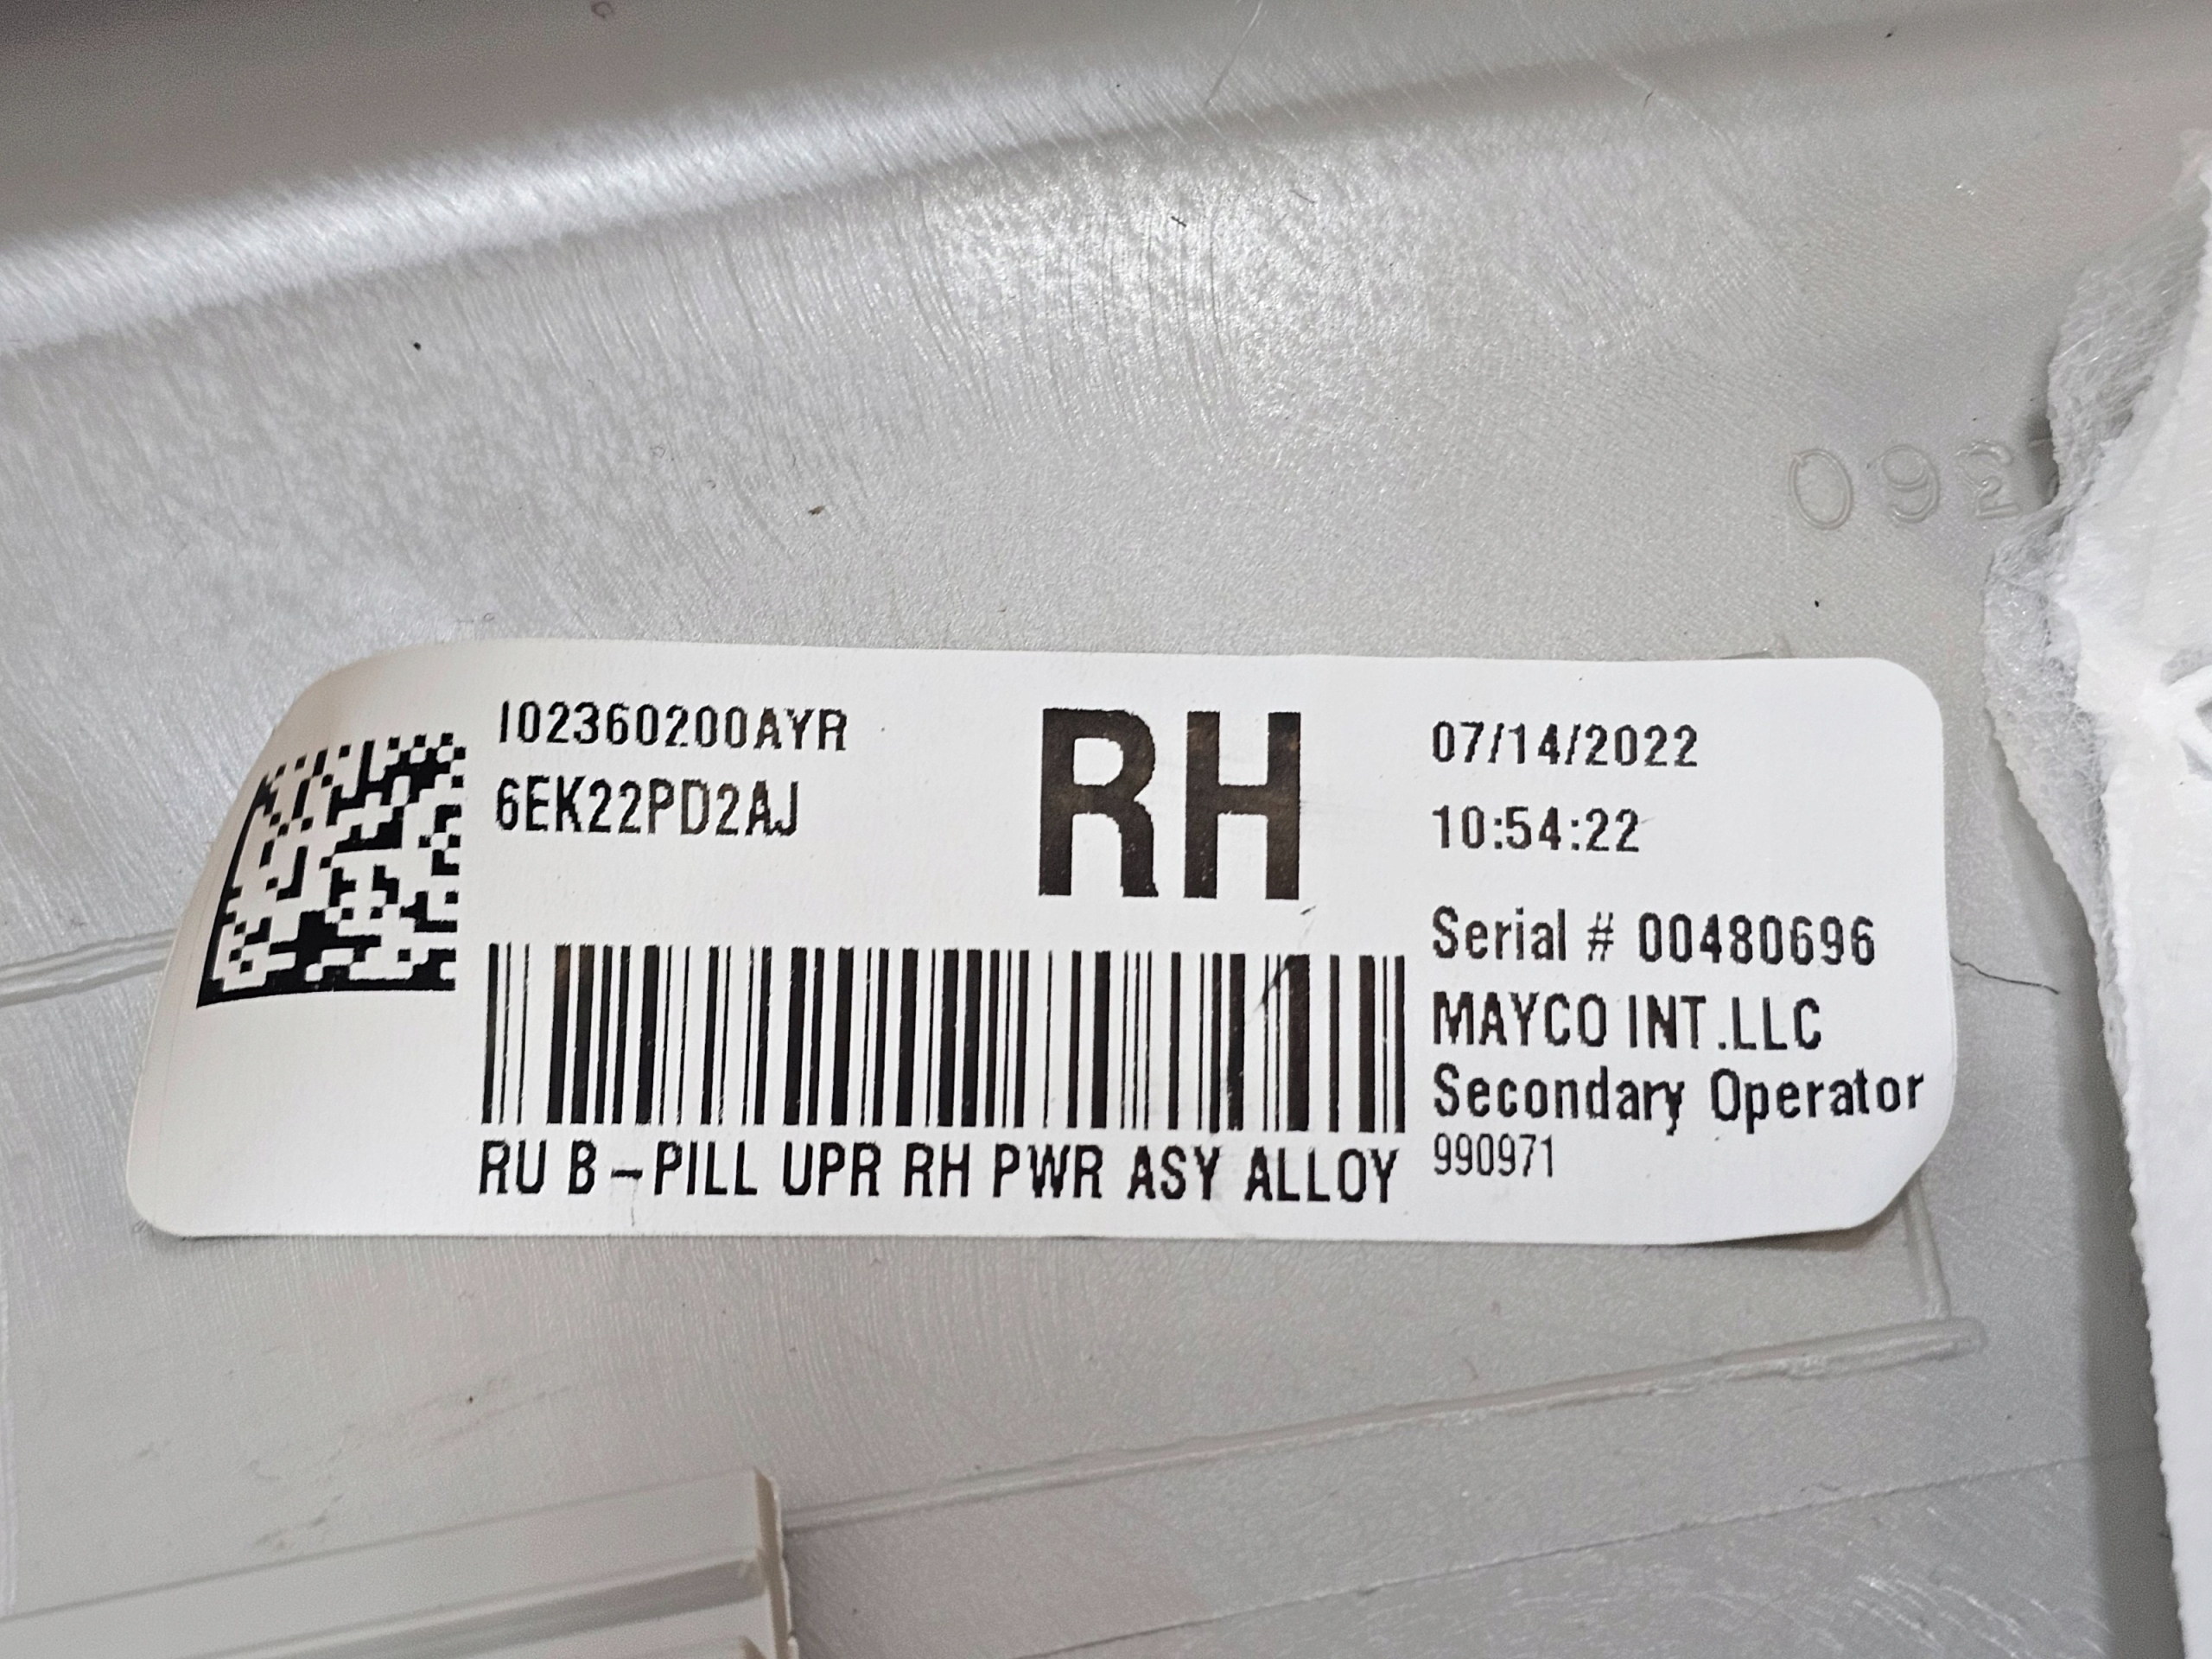 I02360200AYR
6EK22PD2AJ
RH
07/14/2022
10:54:22
Serial # 00480696
MAYCO INT.LLC
Secondary Operator
990971
RU B-PILL UPR RH PWR ASY ALLOY